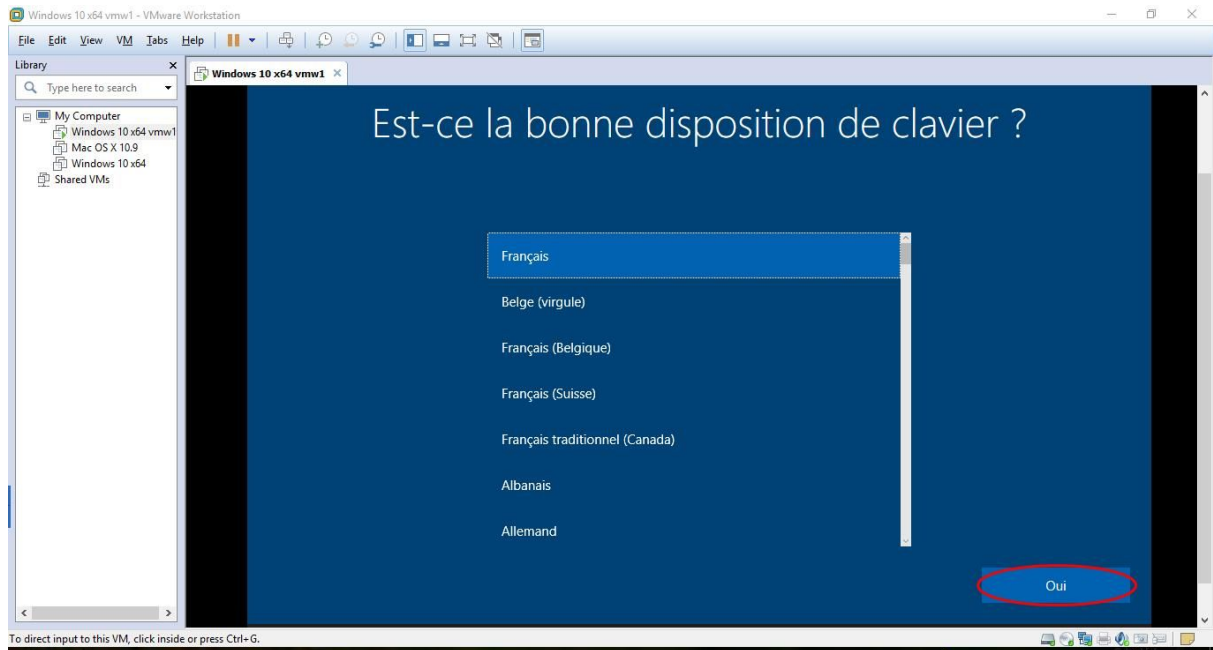 Windows 10 x64 vmw1 - VMware Workstation
File Edit View VM Tabs Help
Library
Windows 10 x64 vmw1
Type here to search
My Computer
Windows 10 x64 vmw1
Mac OS X 10.9
Windows 10 x64
Shared VMs
Est-ce la bonne disposition de clavier ?
Français
Belge (virgule)
Français (Belgique)
Français (Suisse)
Français traditionnel (Canada)
Albanais
Allemand
Oui
To direct input to this VM, click inside or press Ctrl+G.